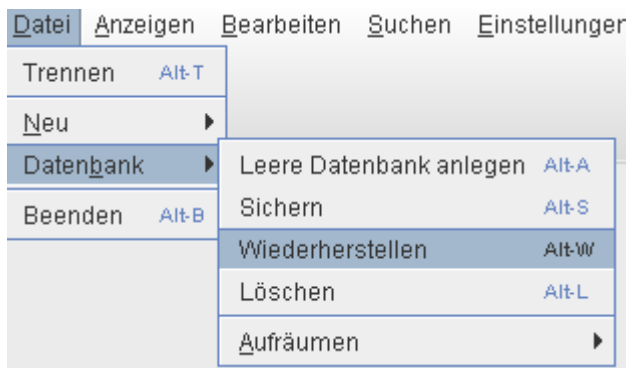 Datei Anzeigen Bearbeiten Suchen Einstellunger
Trennen Alt-T
Neu
Datenbank
Beenden Alt-B
Leere Datenbank anlegen Alt-A
Sichern Alt-S
Wiederherstellen Alt-W
Löschen Alt-L
Aufräumen